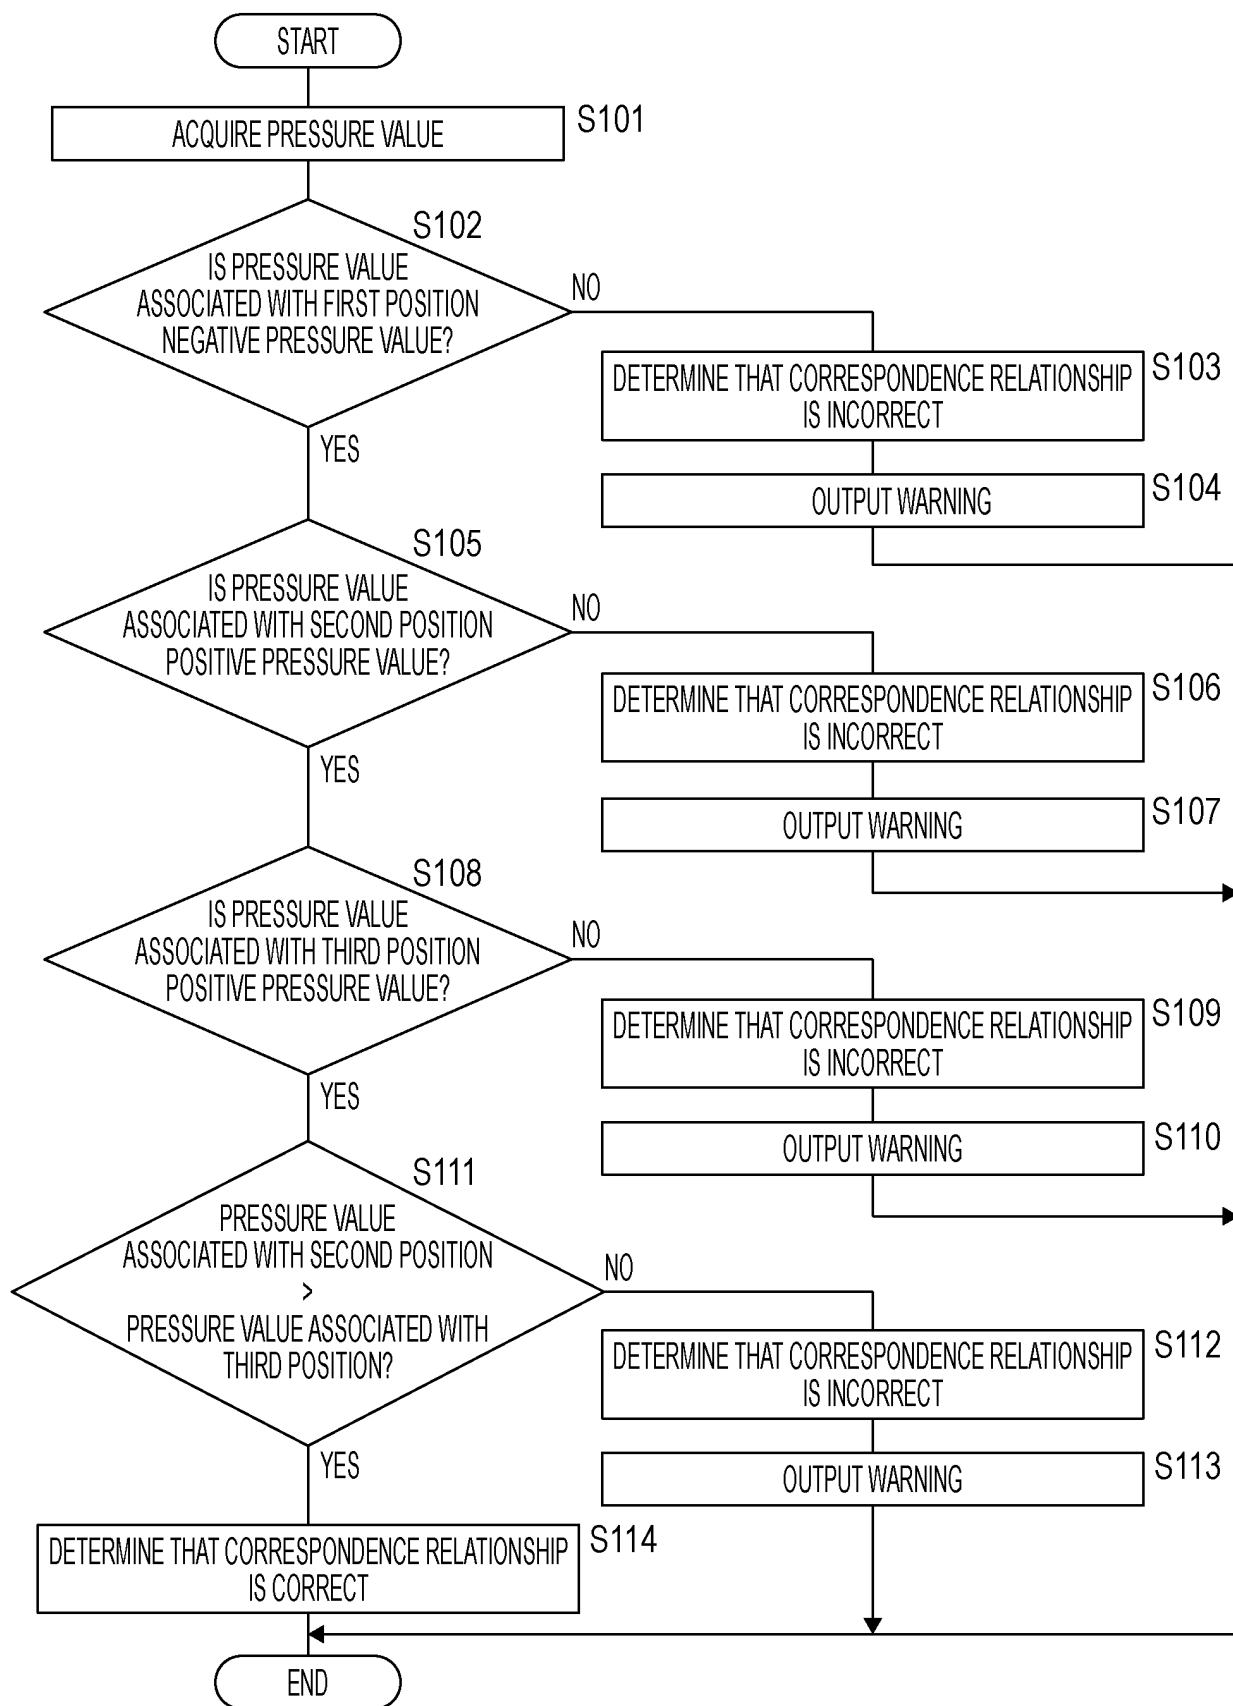 START
ACQUIRE PRESSURE VALUE
S101
S102
IS PRESSURE VALUE
ASSOCIATED WITH FIRST POSITION
NEGATIVE PRESSURE VALUE?
NO
YES
DETERMINE THAT CORRESPONDENCE RELATIONSHIP
IS INCORRECT
S103
OUTPUT WARNING
S104
S105
IS PRESSURE VALUE
ASSOCIATED WITH SECOND POSITION
POSITIVE PRESSURE VALUE?
NO
YES
DETERMINE THAT CORRESPONDENCE RELATIONSHIP
IS INCORRECT
S106
OUTPUT WARNING
S107
S108
IS PRESSURE VALUE
ASSOCIATED WITH THIRD POSITION
POSITIVE PRESSURE VALUE?
NO
YES
DETERMINE THAT CORRESPONDENCE RELATIONSHIP
IS INCORRECT
S109
OUTPUT WARNING
S110
S111
PRESSURE VALUE
ASSOCIATED WITH SECOND POSITION
>
PRESSURE VALUE ASSOCIATED WITH
THIRD POSITION?
NO
YES
DETERMINE THAT CORRESPONDENCE RELATIONSHIP
IS INCORRECT
S112
OUTPUT WARNING
S113
DETERMINE THAT CORRESPONDENCE RELATIONSHIP
IS CORRECT
S114
END